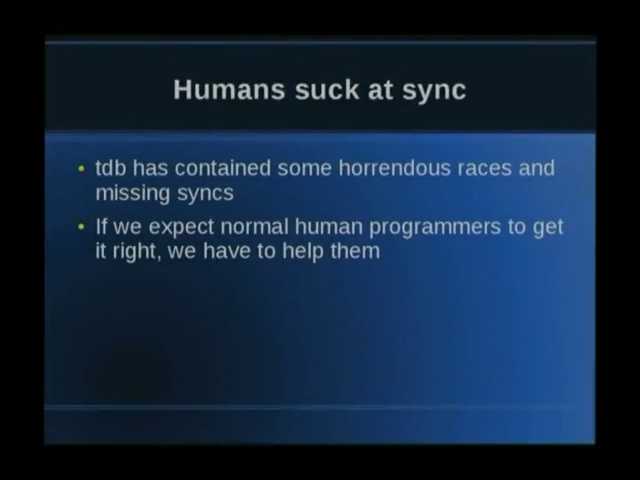 Humans suck at sync
• tdb has contained some horrendous races and
missing syncs
• If we expect normal human programmers to get
it right, we have to help them